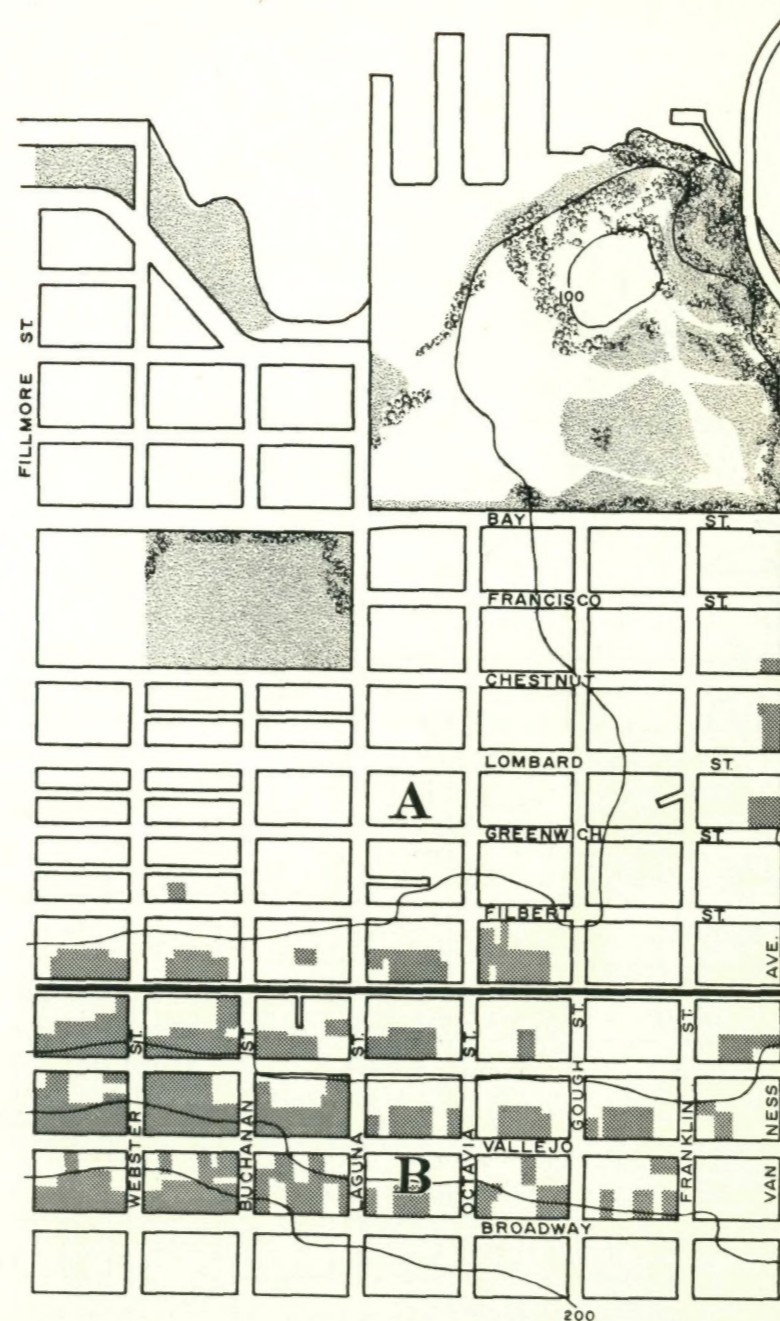 100
FILLMORE ST.
BAY ST.
FRANCISCO ST.
CHESTNUT
LOMBARD ST.
A
GREENWICH ST.
FILBERT ST.
AVE.
ST.
ST.
ST.
ST.
ST.
ST.
WEBSTER
BUCHANAN
LAGUNA
OCTAVIA
GOUGH
FRANKLIN
VAN NESS
VALLEJO
B
BROADWAY
200